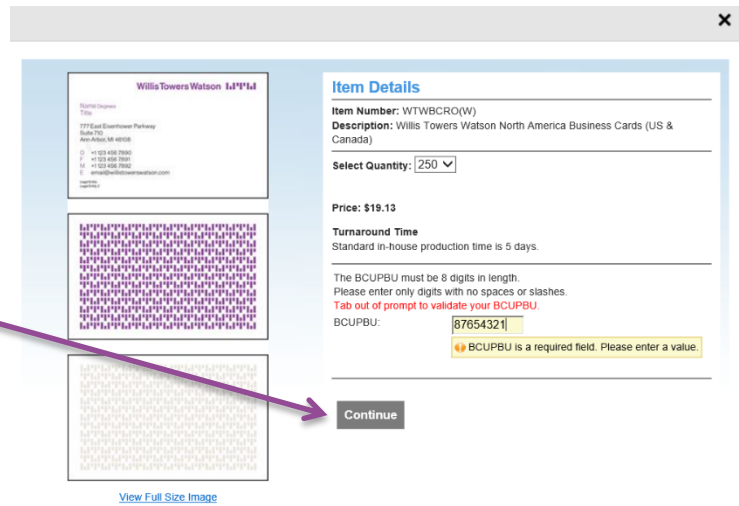 ×
WillisTowersWatson
Name Degrees
Title
777 East Eisenhower Parkway
Suite 710
Ann Arbor, MI 48108
O +1 123 456 7890
F +1 123 456 7891
M +1 123 456 7892
E email@willistowerswatson.com
View Full Size Image
Item Details
Item Number: WTWBCRO(W)
Description: Willis Towers Watson North America Business Cards (US &
Canada)
Select Quantity: 250
Price: $19.13
Turnaround Time
Standard in-house production time is 5 days.
The BCUPBU must be 8 digits in length.
Please enter only digits with no spaces or slashes.
Tab out of prompt to validate your BCUPBU.
BCUPBU: 87654321
BCUPBU is a required field. Please enter a value.
Continue